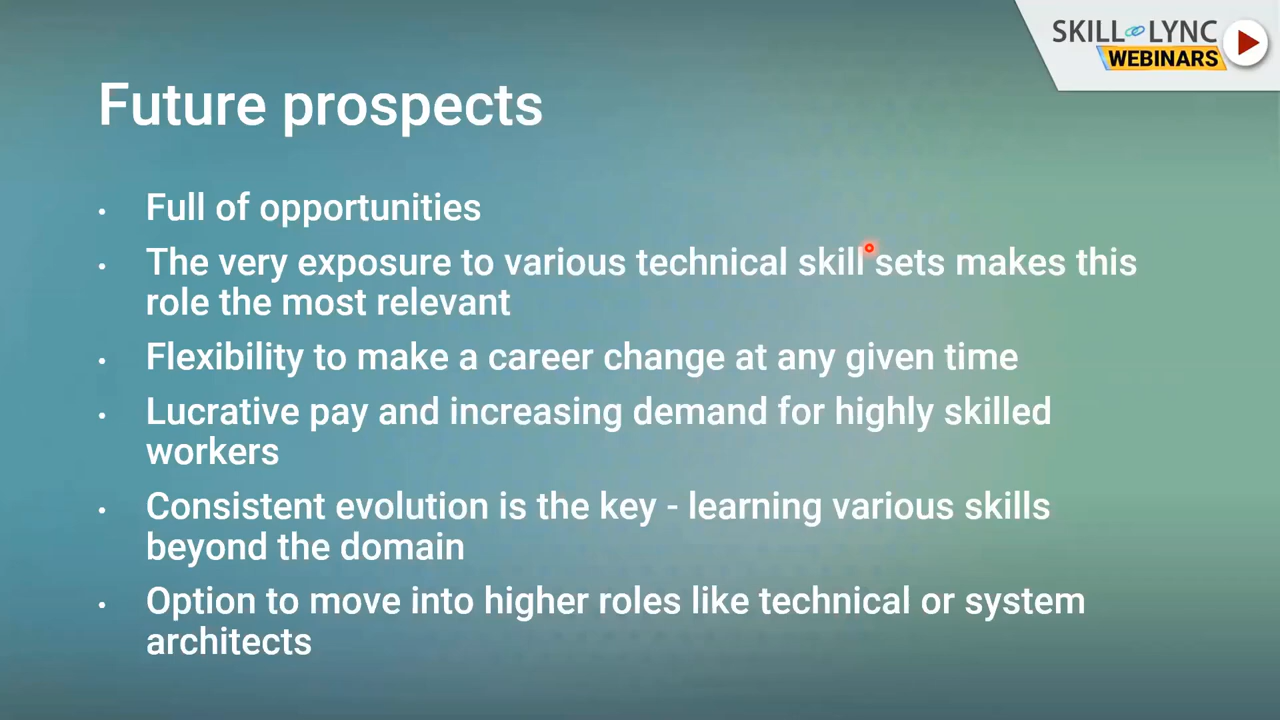 SKILL LYNC
WEBINARS
Future prospects
• Full of opportunities
• The very exposure to various technical skill sets makes this
role the most relevant
• Flexibility to make a career change at any given time
• Lucrative pay and increasing demand for highly skilled
workers
• Consistent evolution is the key - learning various skills
beyond the domain
• Option to move into higher roles like technical or system
architects